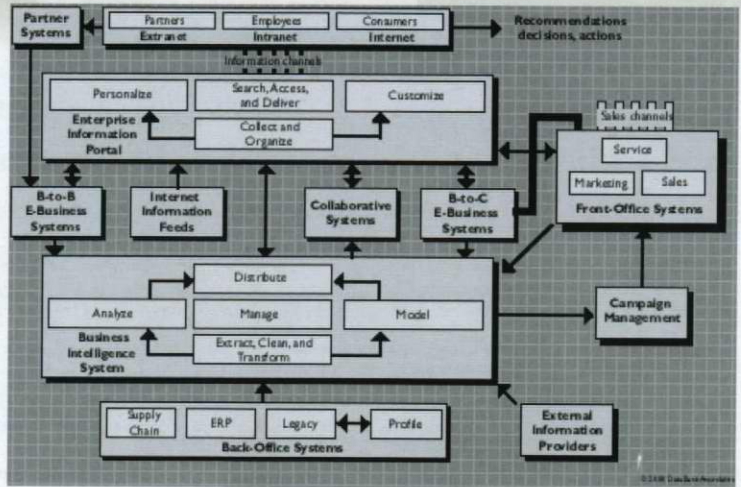 Partner
Systems
Partners
Employees
Consumers
Extranet
Intranet
Internet
Recommendations
decisions, actions
Information channels
Personalize
Search, Access,
and Deliver
Customize
Enterprise
Information
Portal
Collect and
Organize
Sales channels
Service
Marketing
Sales
Front-Office Systems
B-to-B
E-Business
Systems
Internet
Information
Feeds
Collaborative
Systems
B-to-C
E-Business
Systems
Distribute
Analyze
Manage
Model
Business
Intelligence
System
Extract, Clean, and
Transform
Campaign
Management
Supply
Chain
ERP
Legacy
Profile
Back-Office Systems
External
Information
Providers